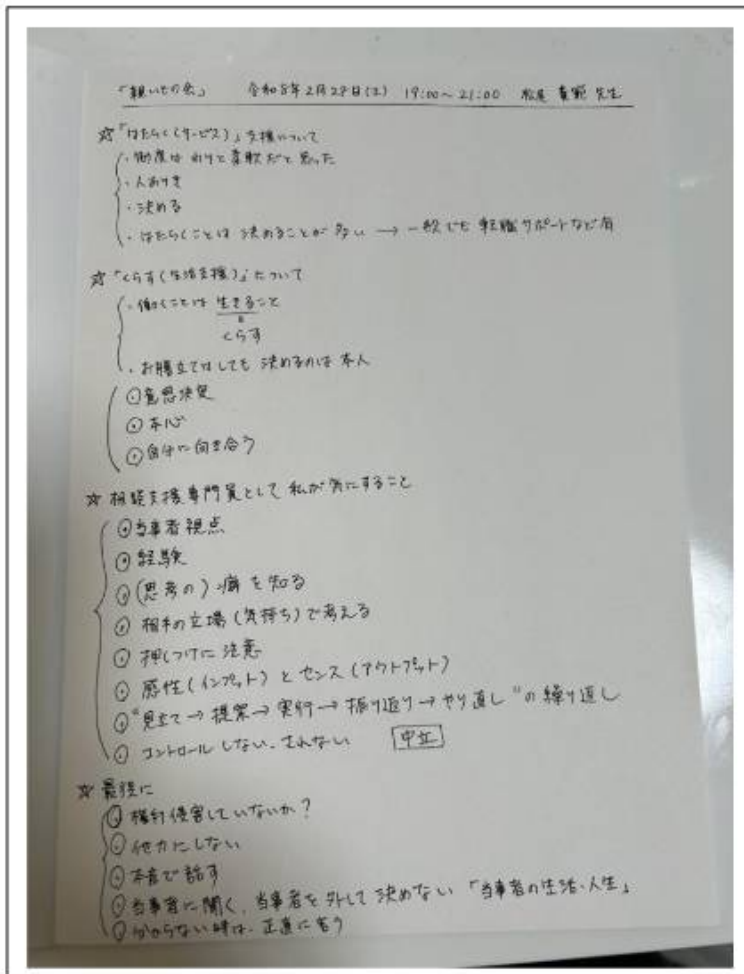 「親いちの会」 令和8年2月27日(土) 19:00〜21:00 松尾 先生
☆「はたらく(サービス)」支援について
・制度は わりと柔軟だと思った
・人ありき
・決める
・はたらくことは 決めることが多い → 一般でも 転職サポートなど有
☆「くらす(生活支援)」について
・働くことは 生きること
くらす
・お膳立てはしても 決めるのは本人
⊙意思決定
⊙本心
⊙自分に向き合う
☆ 相談支援専門員として 私が気にすること
⊙当事者視点
⊙経験
⊙(思考の)癖を知る
⊙相手の立場(気持ち)で考える
⊙押しつけに注意
⊙感性(インプット)とセンス(アウトプット)
⊙"見立て→提案→実行→振り返り→やり直し"の繰り返し
⊙コントロールしない、されない 中立
☆ 最後に
⊙権利侵害していないか?
⊙他力にしない
⊙本音で話す
⊙当事者に聞く、当事者を外して決めない 「当事者の生活・人生」
⊙分からない時は、正直に言う